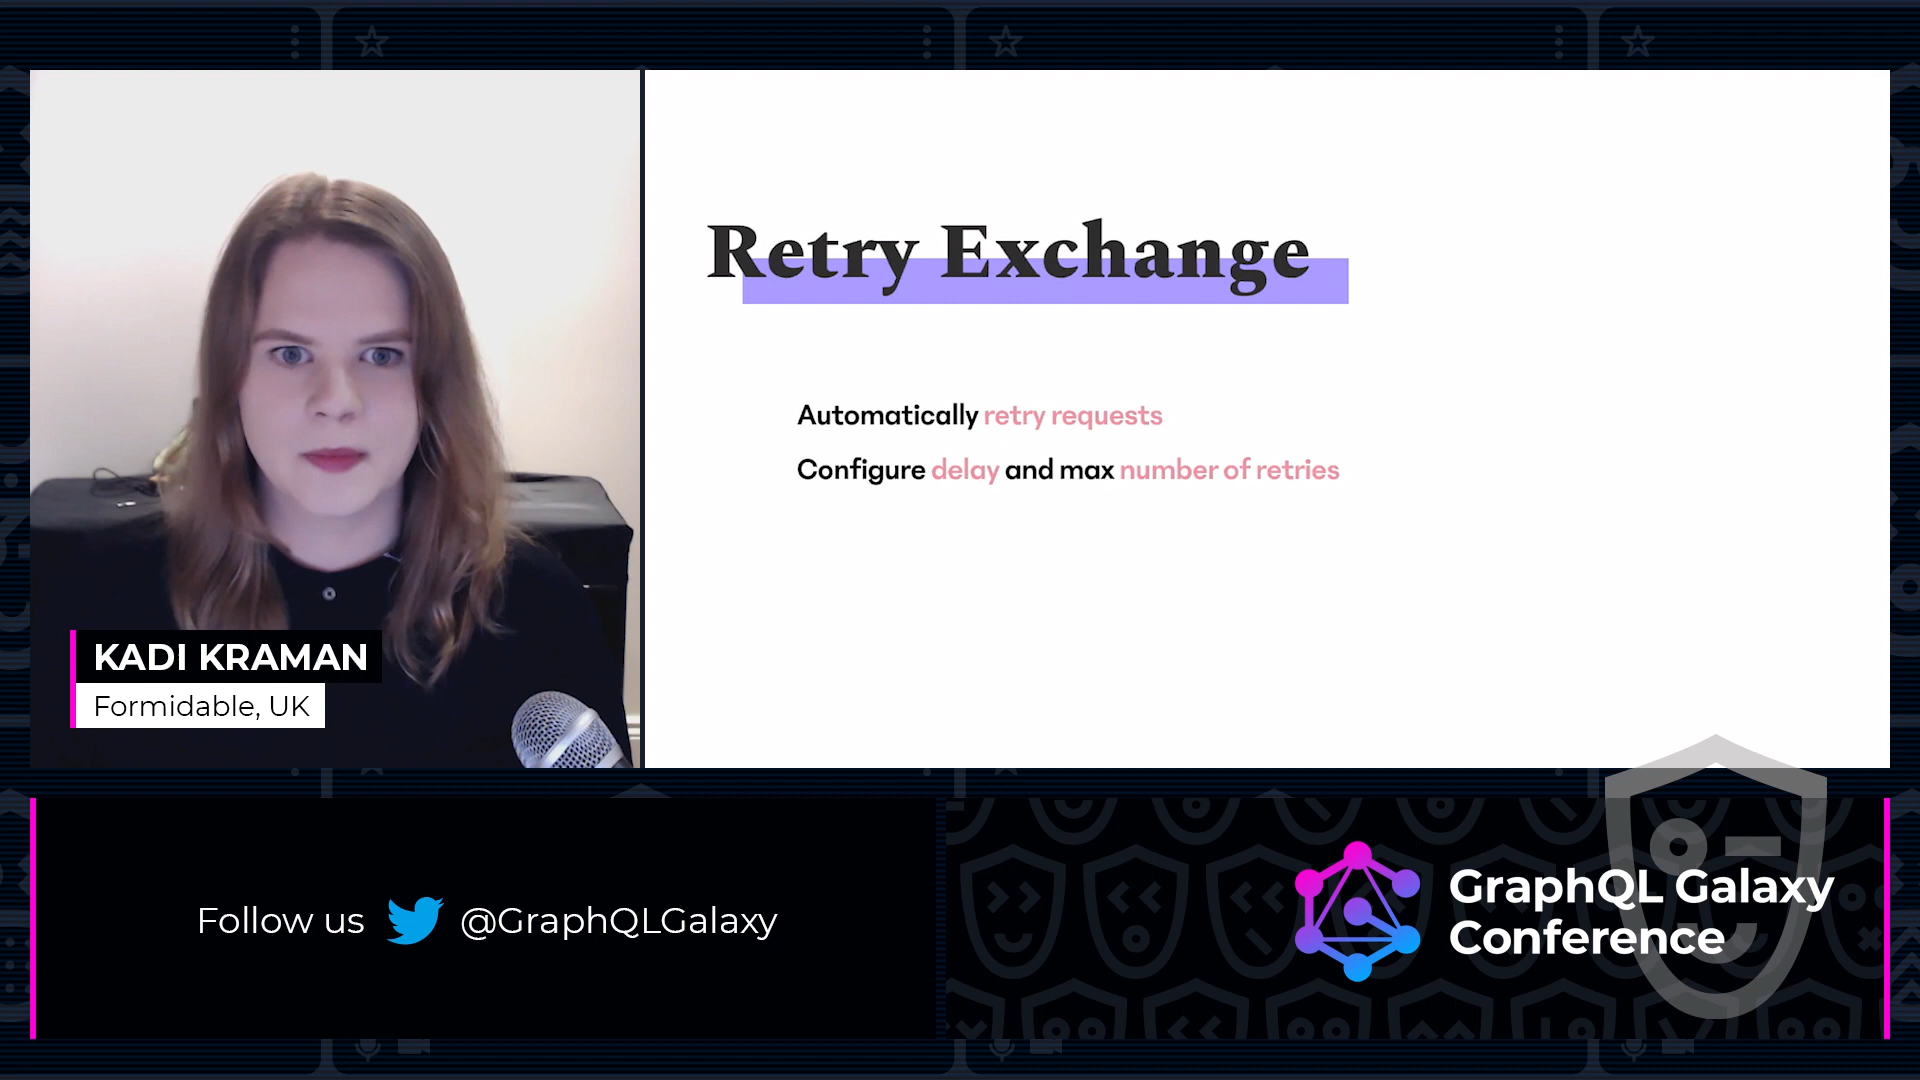 Retry Exchange
Automatically retry requests
Configure delay and max number of retries
KADI KRAMAN
Formidable, UK
Follow us @GraphQLGalaxy
GraphQL Galaxy
Conference